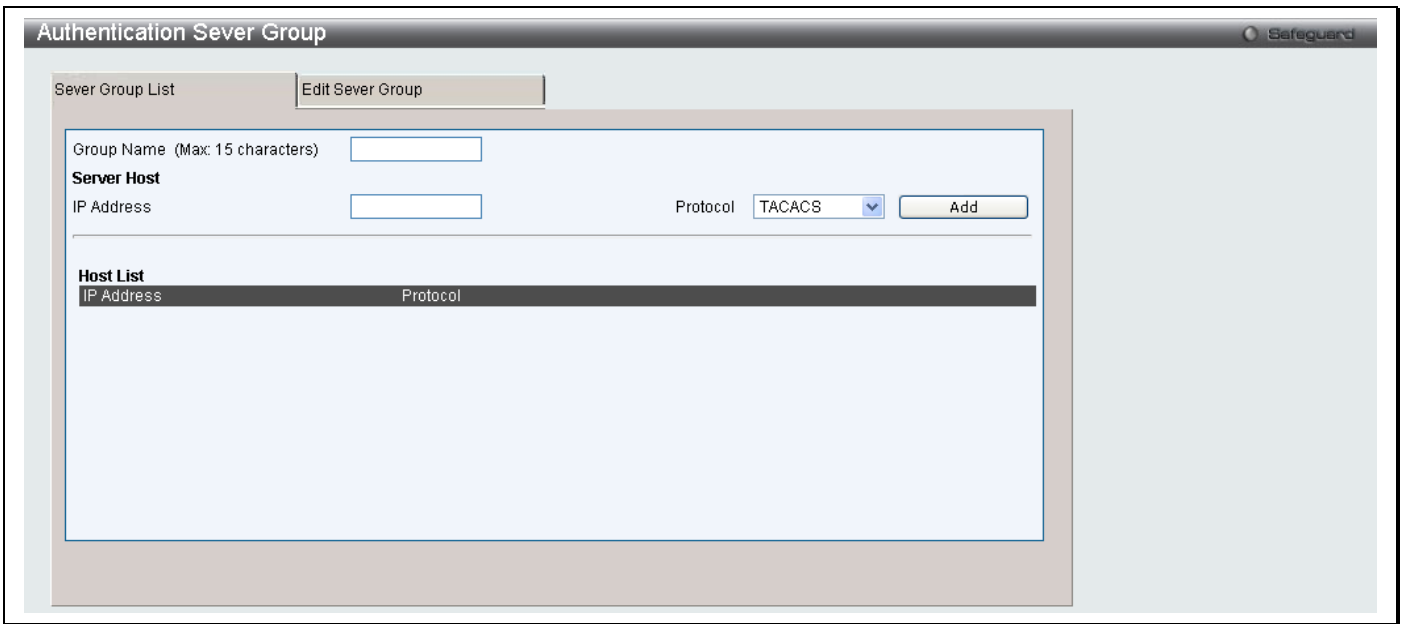 Authentication Sever Group
Safeguard
Sever Group List
Edit Sever Group
Group Name (Max: 15 characters)
Server Host
IP Address
Protocol
TACACS
Add
Host List
IP Address
Protocol